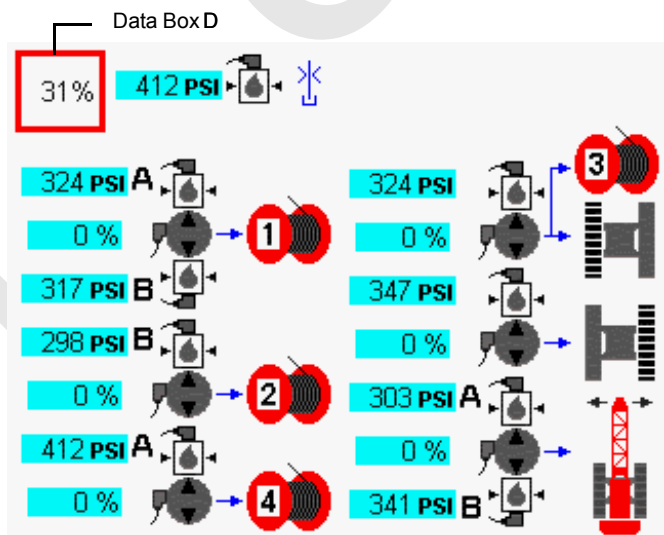 Data Box D
31%
412 PSI
324 PSI A
0 %
1
317 PSI B
298 PSI B
0 %
2
412 PSI A
0 %
4
3
324 PSI
0 %
347 PSI
0 %
303 PSI A
0 %
341 PSI B